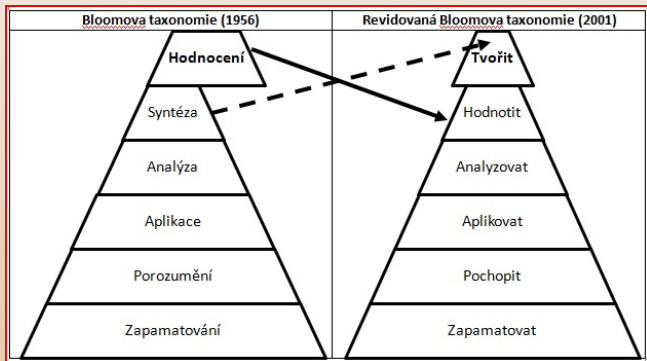 Bloomova taxonomie (1956)
Revidovaná Bloomova taxonomie (2001)
Hodnocení
Syntéza
Analýza
Aplikace
Porozumění
Zapamatování
Tvořit
Hodnotit
Analyzovat
Aplikovat
Pochopit
Zapamatovat